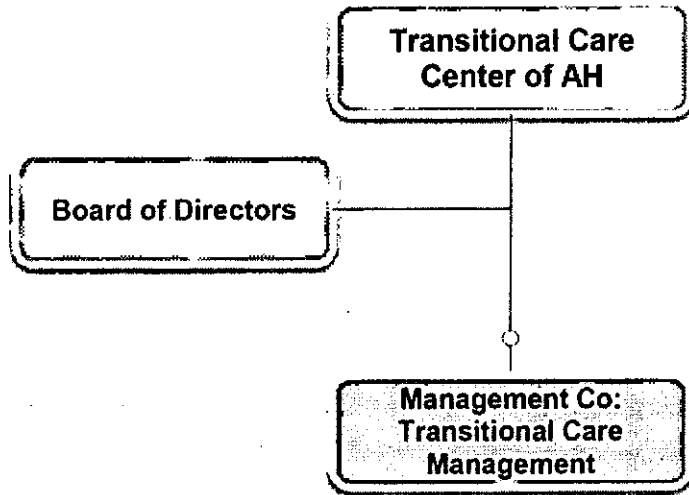 Transitional Care
Center of AH
Board of Directors
Management Co:
Transitional Care
Management